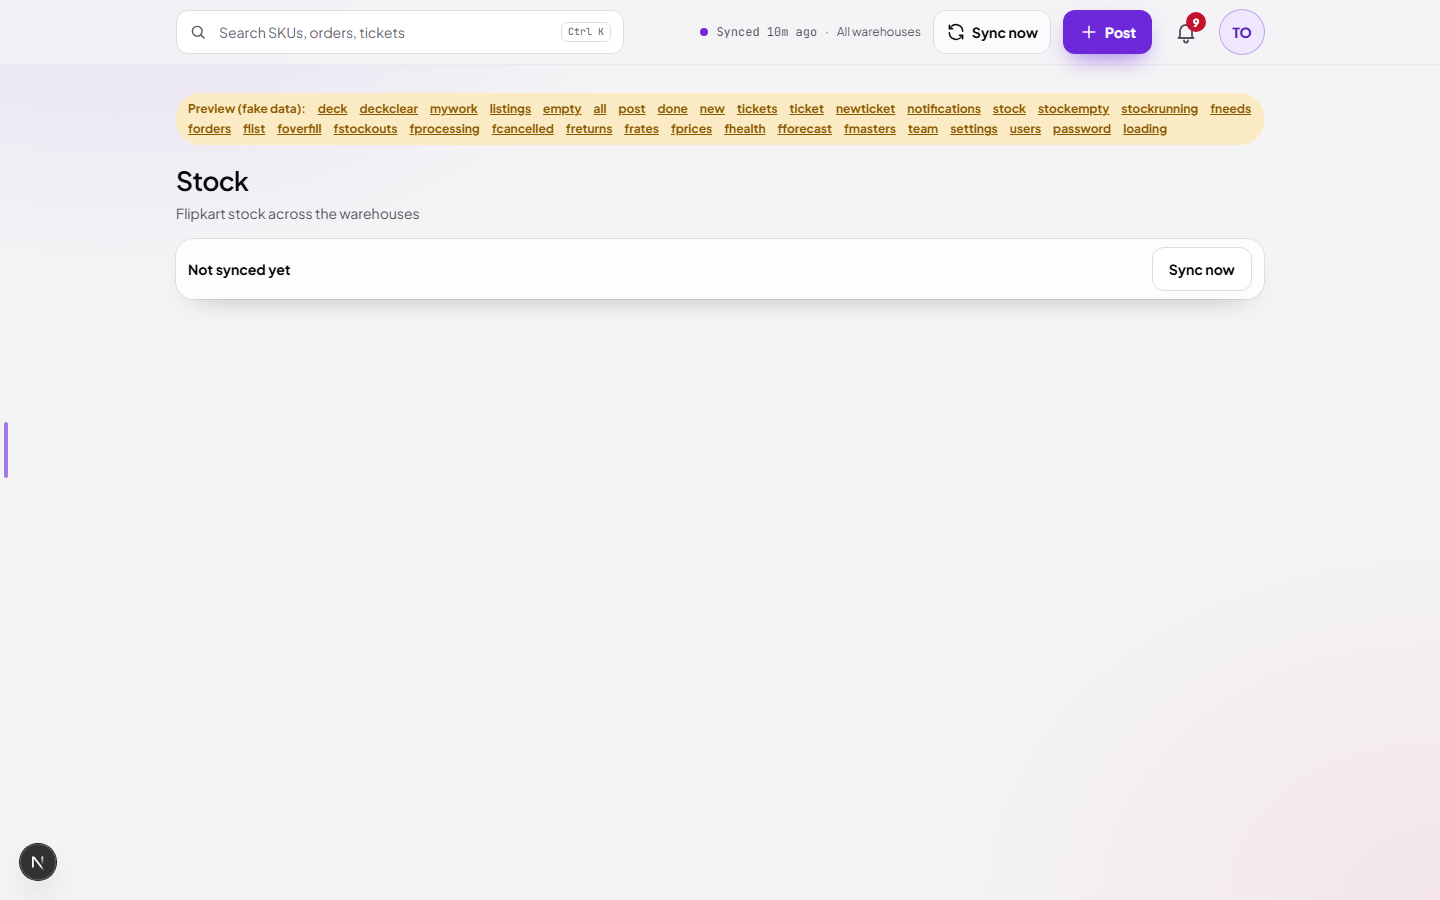 Search SKUs, orders, tickets
Ctrl K
Synced 10m ago · All warehouses
Sync now
+ Post
9
TO
Preview (fake data): deck deckclear mywork listings empty all post done new tickets ticket newticket notifications stock stockempty stockrunning fneeds
forders flist foverfill fstockouts fprocessing fcancelled freturns frates fprices fhealth fforecast fmasters team settings users password loading
Stock
Flipkart stock across the warehouses
Not synced yet
Sync now
N